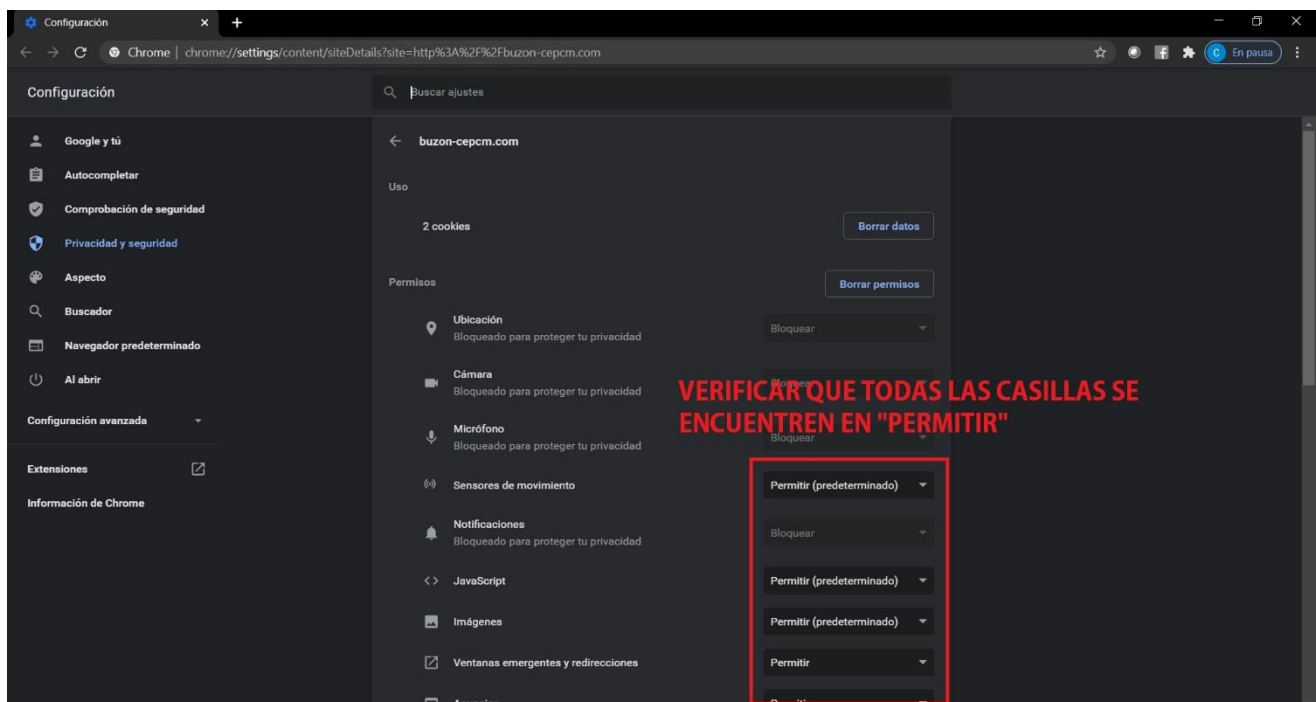 Configuración
En pausa
Chrome | chrome://settings/content/siteDetails?site=http%3A%2F%2Fbuzon-cepcm.com
C
Configuración
Buscar ajustes
Google y tú
Autocompletar
Comprobación de seguridad
Privacidad y seguridad
Aspecto
Buscador
Navegador predeterminado
Al abrir
Configuración avanzada
Extensiones
Información de Chrome
buzon-cepcm.com
Uso
2 cookies
Borrar datos
Permisos
Borrar permisos
Ubicación
Bloqueado para proteger tu privacidad
Bloquear
Cámara
Bloqueado para proteger tu privacidad
VERIFICAR QUE TODAS LAS CASILLAS SE
ENCUENTREN EN "PERMITIR"
Micrófono
Bloqueado para proteger tu privacidad
Bloquear
Sensores de movimiento
Permitir (predeterminado)
Notificaciones
Bloqueado para proteger tu privacidad
Bloquear
JavaScript
Permitir (predeterminado)
Imágenes
Permitir (predeterminado)
Ventanas emergentes y redirecciones
Permitir